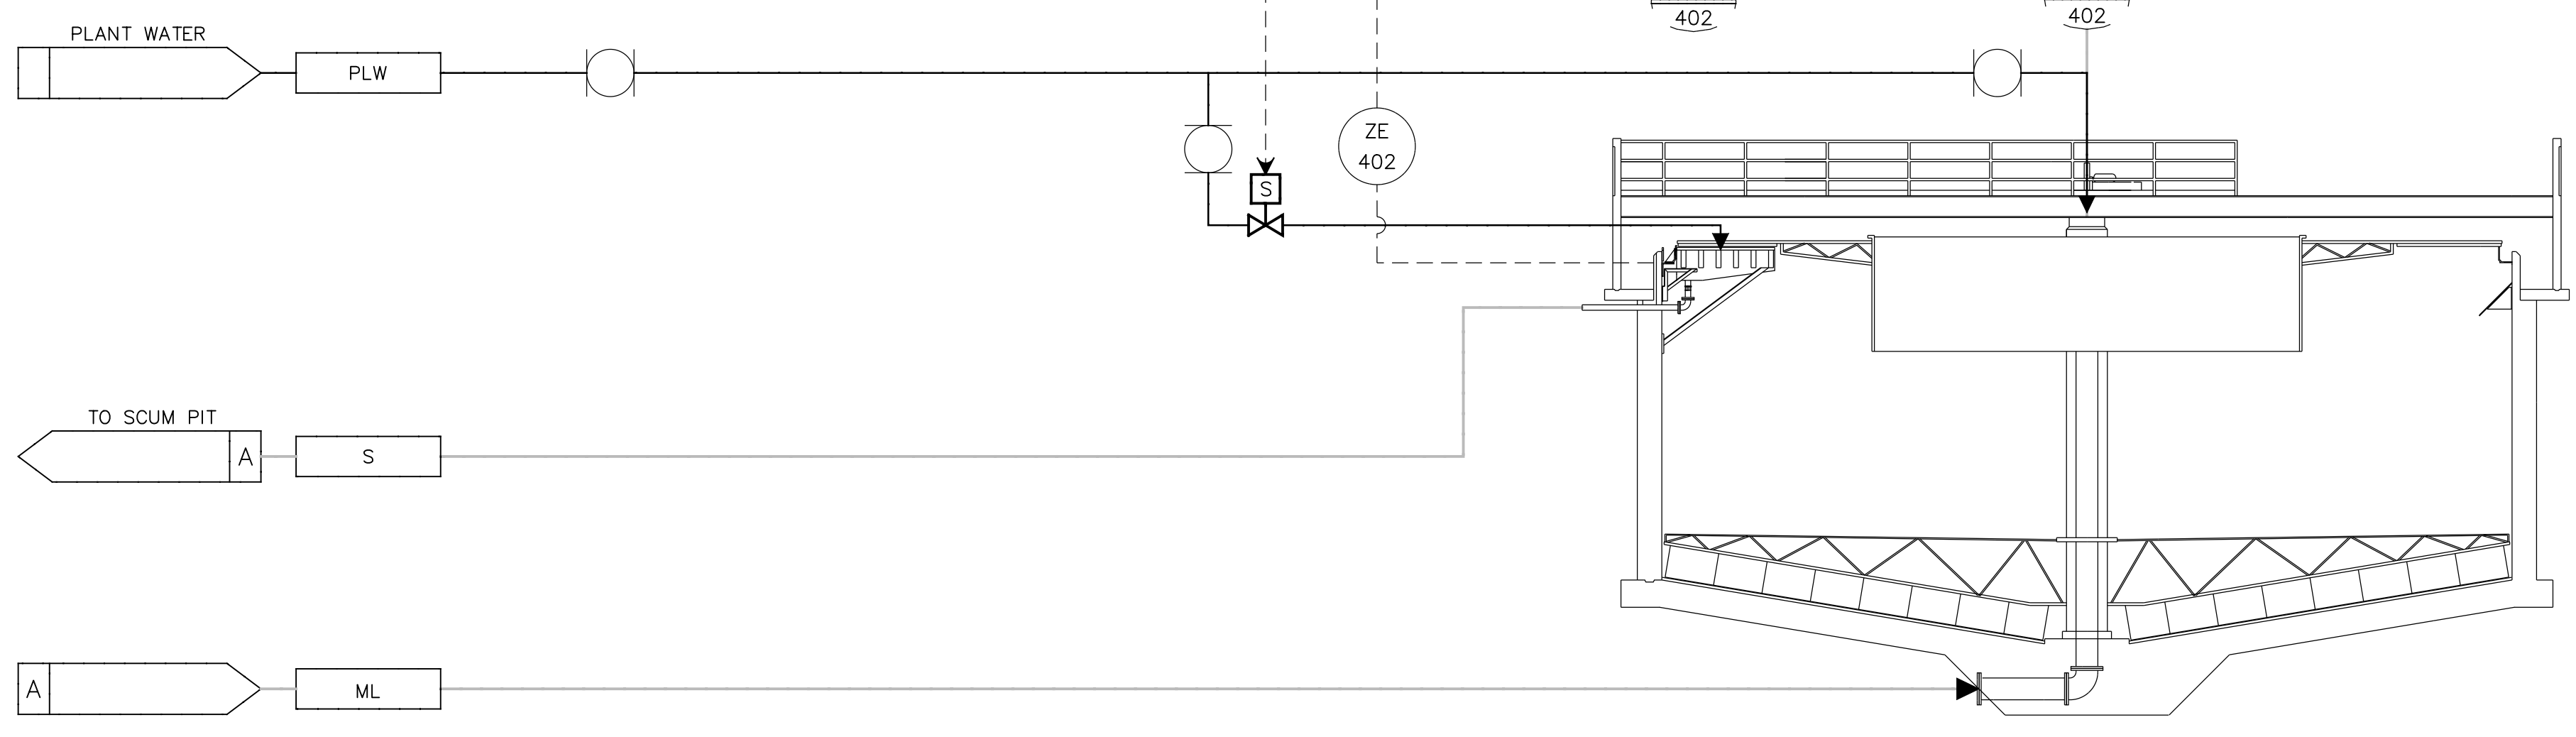 402
402
PLANT WATER
PLW
ZE
402
S
TO SCUM PIT
A
S
A
ML